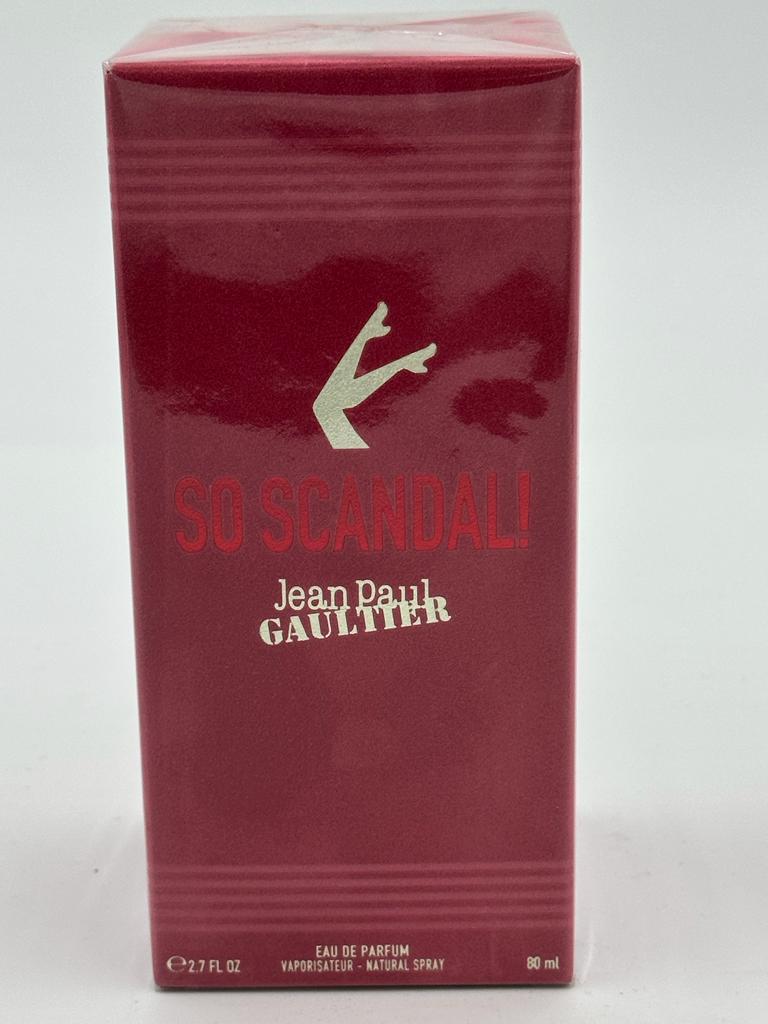 SO SCANDAL!
Jean Paul
GAULTIER
EAU DE PARFUM
℮ 2.7 FL OZ VAPORISATEUR - NATURAL SPRAY 80 ml